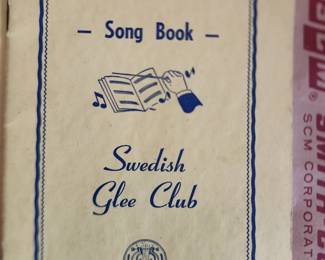 – Song Book –
Swedish
Glee Club
SCM CORPORAT